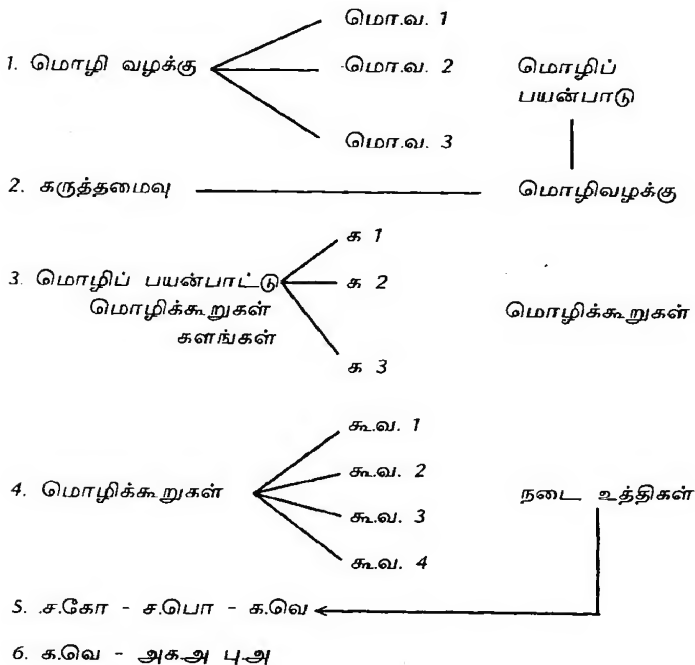 மொ.வ. 1
1. மொழி வழக்கு
மொ.வ. 2
மொழிப்
பயன்பாடு
மொ.வ. 3
2. கருத்தமைவு
மொழிவழக்கு
க 1
3. மொழிப் பயன்பாட்டு
க 2
மொழிக்கூறுகள்
மொழிக்கூறுகள்
களங்கள்
க 3
கூ.வ. 1
கூ.வ. 2
4. மொழிக்கூறுகள்
நடை உத்திகள்
கூ.வ. 3
கூ.வ. 4
5. .ச.கோ - ச.பொ - க.வெ
6. க.வெ - அக.அ பு.அ